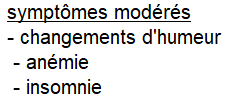 symptômes modérés
- changements d'humeur
- anémie
- insomnie